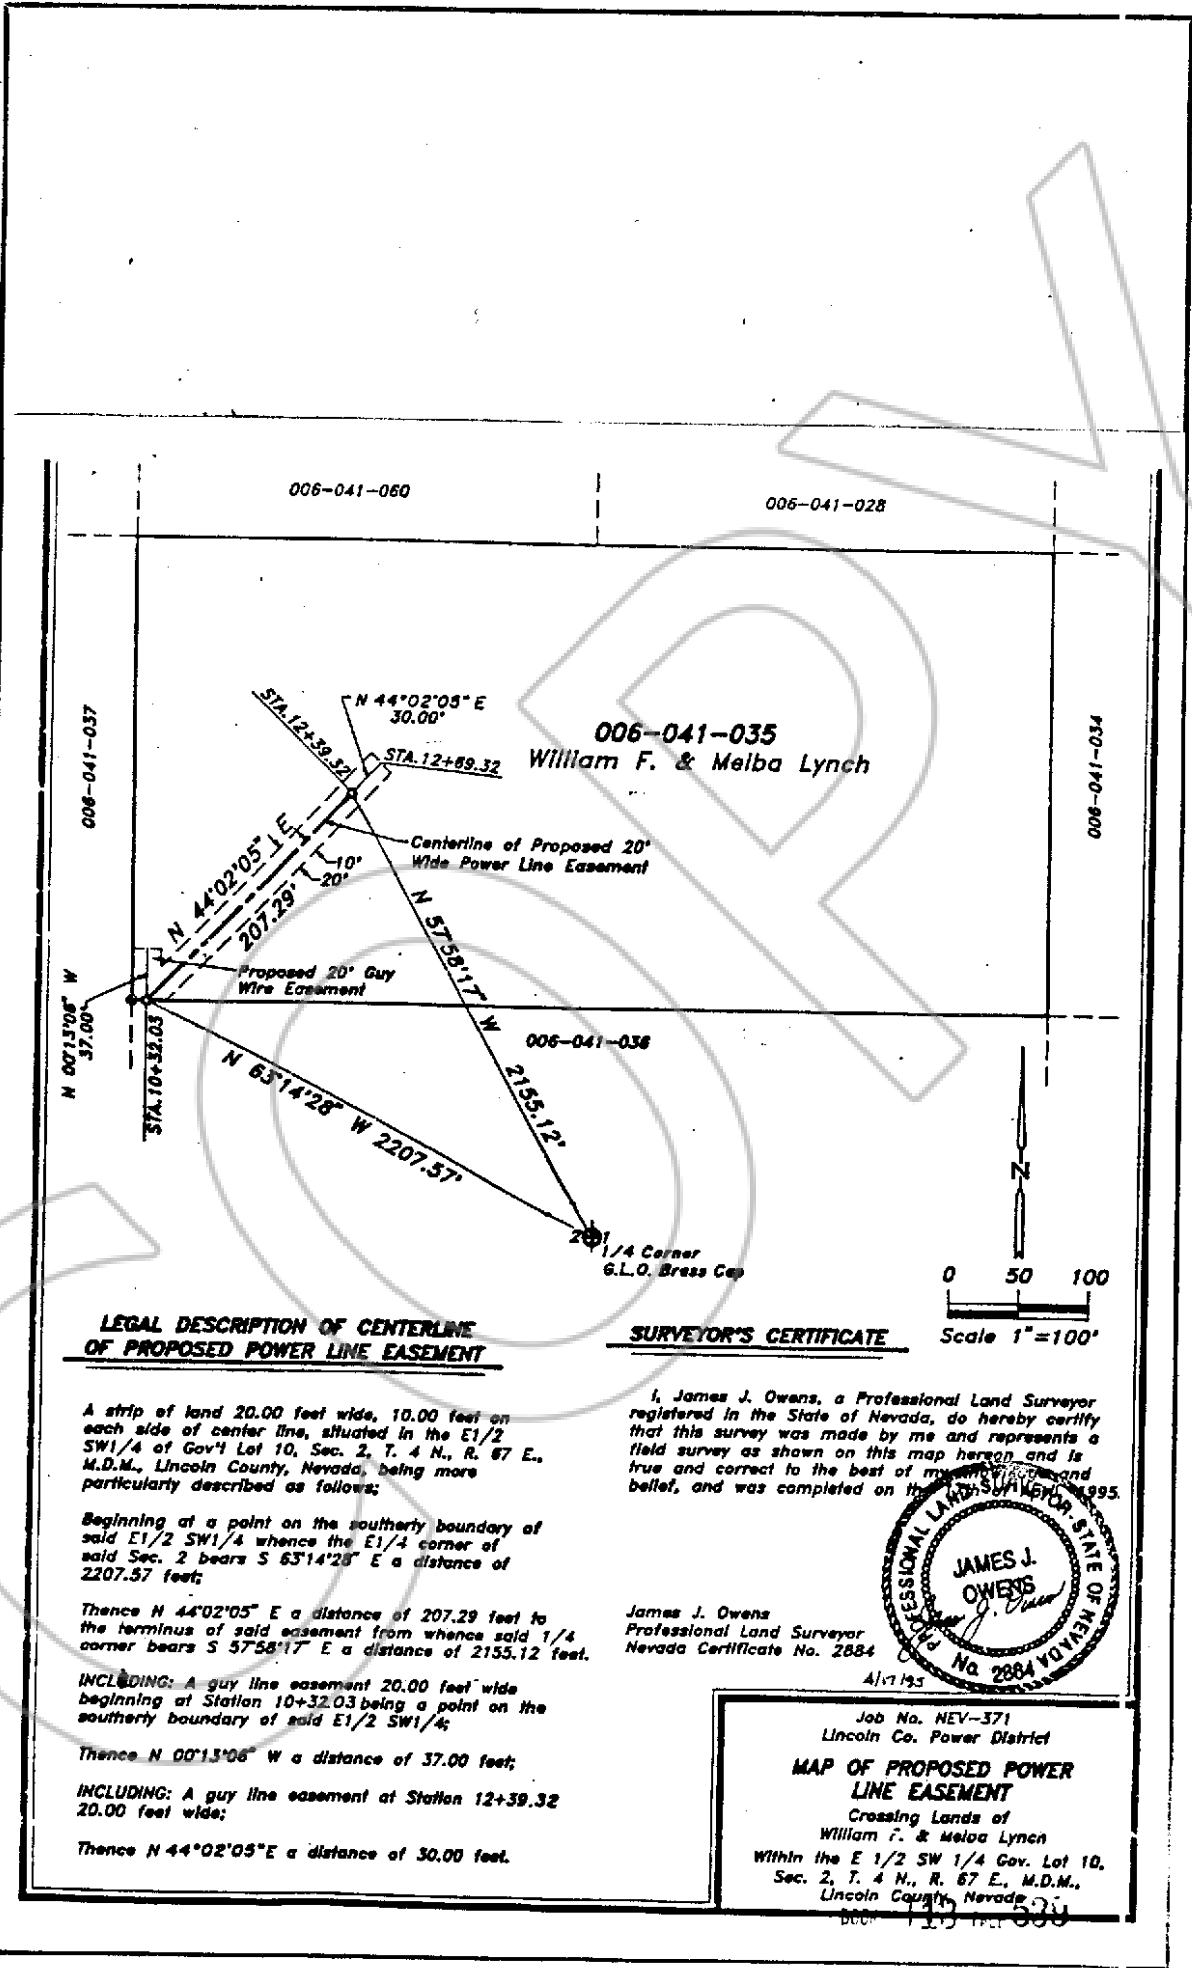 006-041-060
006-041-028
006-041-037
006-041-034
STA.12+39.32
N 44°02'05" E
30.00'
STA.12+69.32
006-041-035
William F. & Melba Lynch
Centerline of Proposed 20'
Wide Power Line Easement
N 44°02'05" E
207.29'
10'
20'
Proposed 20' Guy
Wire Easement
N 00°13'06" W
37.00'
STA.10+32.03
N 57°58'17" W 2155.12'
006-041-036
N 63°14'28" W 2207.57'
2 1
1/4 Corner
G.L.O. Brass Cap
N
0 50 100
Scale 1"=100'
LEGAL DESCRIPTION OF CENTERLINE
OF PROPOSED POWER LINE EASEMENT
A strip of land 20.00 feet wide, 10.00 feet on
each side of center line, situated in the E1/2
SW1/4 of Gov't Lot 10, Sec. 2, T. 4 N., R. 67 E.,
M.D.M., Lincoln County, Nevada, being more
particularly described as follows;
Beginning at a point on the southerly boundary of
said E1/2 SW1/4 whence the E1/4 corner of
said Sec. 2 bears S 63°14'28" E a distance of
2207.57 feet;
Thence N 44°02'05" E a distance of 207.29 feet to
the terminus of said easement from whence said 1/4
corner bears S 57°58'17" E a distance of 2155.12 feet.
INCLUDING: A guy line easement 20.00 feet wide
beginning at Station 10+32.03 being a point on the
southerly boundary of said E1/2 SW1/4;
Thence N 00°13'06" W a distance of 37.00 feet;
INCLUDING: A guy line easement at Station 12+39.32
20.00 feet wide;
Thence N 44°02'05"E a distance of 30.00 feet.
SURVEYOR'S CERTIFICATE
I, James J. Owens, a Professional Land Surveyor
registered in the State of Nevada, do hereby certify
that this survey was made by me and represents a
field survey as shown on this map hereon and is
true and correct to the best of my knowledge and
belief, and was completed on the of 1995.
PROFESSIONAL LAND SURVEYOR-STATE OF NEVADA
JAMES J.
OWENS
No. 2884
James J. Owens
Professional Land Surveyor
Nevada Certificate No. 2884
4/17/95
Job No. NEV-371
Lincoln Co. Power District
MAP OF PROPOSED POWER
LINE EASEMENT
Crossing Lands of
William F. & Melba Lynch
Within the E 1/2 SW 1/4 Gov. Lot 10,
Sec. 2, T. 4 N., R. 67 E., M.D.M.,
Lincoln County, Nevada
BOOK 113 PAGE
COPY